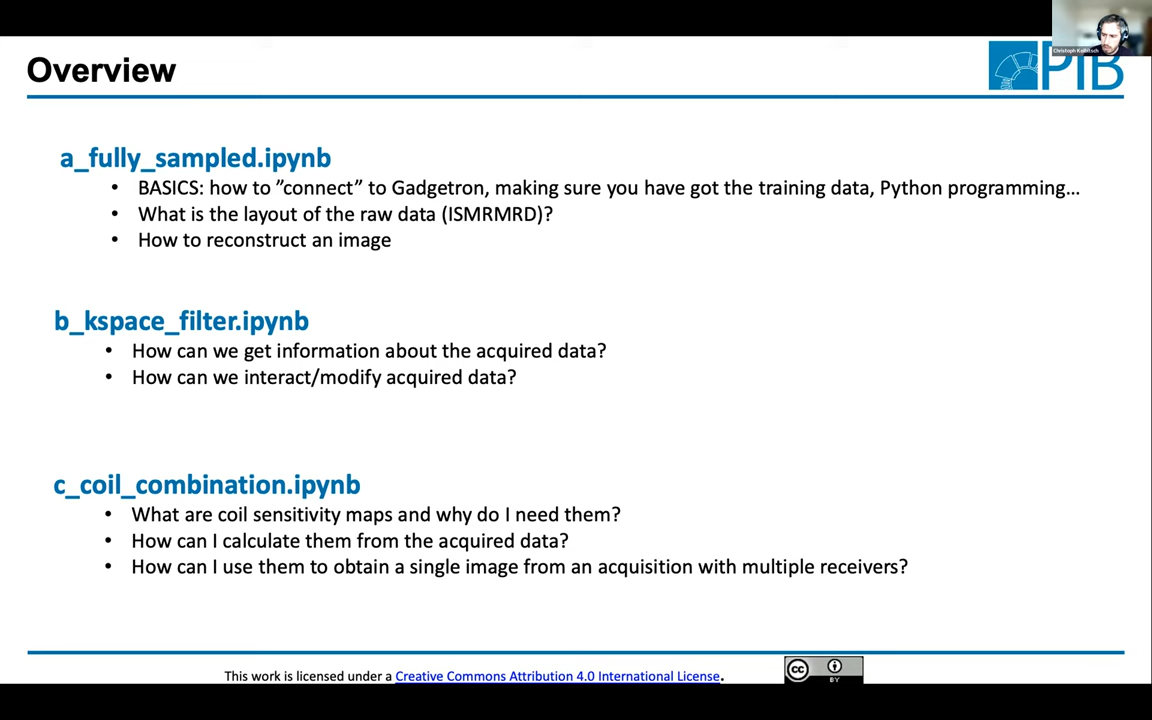 Christoph Kolbitsch
Overview
PTB
a_fully_sampled.ipynb
• BASICS: how to ”connect” to Gadgetron, making sure you have got the training data, Python programming...
• What is the layout of the raw data (ISMRMRD)?
• How to reconstruct an image
b_kspace_filter.ipynb
• How can we get information about the acquired data?
• How can we interact/modify acquired data?
c_coil_combination.ipynb
• What are coil sensitivity maps and why do I need them?
• How can I calculate them from the acquired data?
• How can I use them to obtain a single image from an acquisition with multiple receivers?
This work is licensed under a Creative Commons Attribution 4.0 International License.
cc
BY